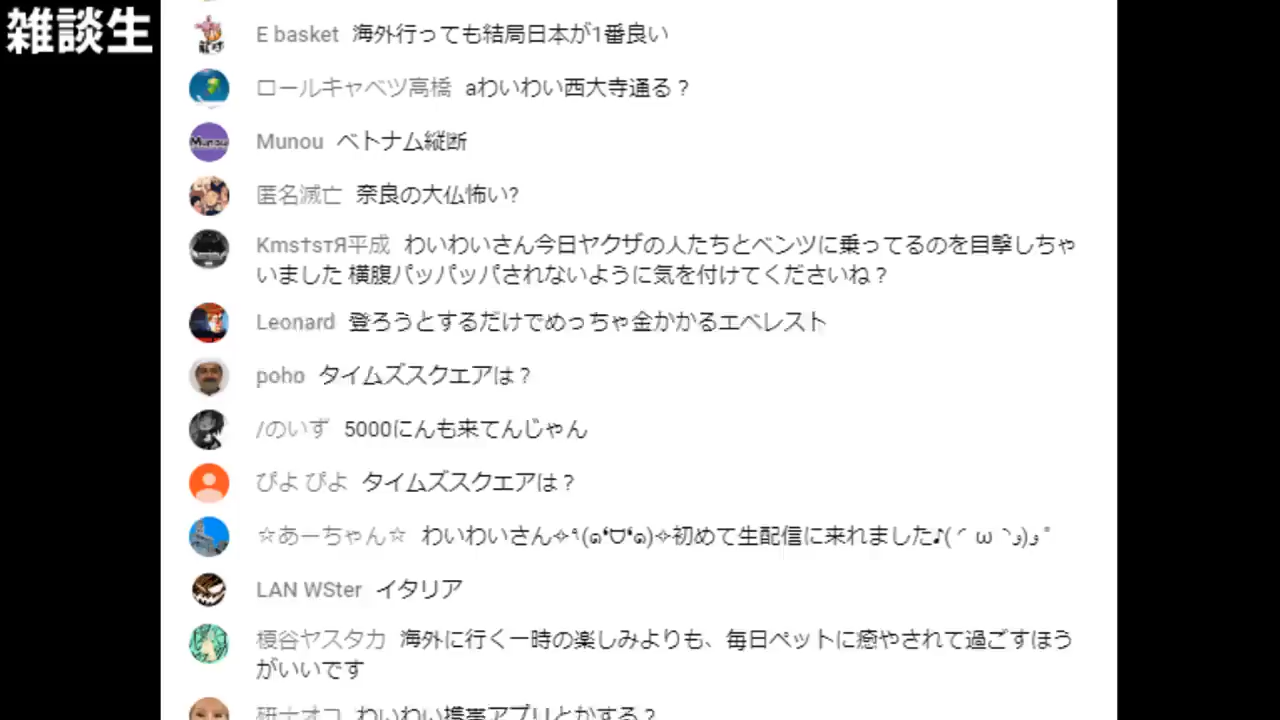 雑談生
E basket 海外行っても結局日本が1番良い
ロールキャベツ高橋 aわいわい西大寺通る？
Munou ベトナム縦断
匿名滅亡 奈良の大仏怖い?
Kms†sтЯ平成 わいわいさん今日ヤクザの人たちとベンツに乗ってるのを目撃しちゃ
いました 横腹パッパッパされないように気を付けてくださいね？
Leonard 登ろうとするだけでめっちゃ金かかるエベレスト
poho タイムズスクエアは？
/のいず 5000にんも来てんじゃん
ぴよ ぴよ タイムズスクエアは？
☆あーちゃん☆ わいわいさん✧٩(๑❛ᗜ❛๑)✧初めて生配信に来れました♪(ˊωˋ*)و ̑̑
LAN WSter イタリア
榎谷ヤスタカ 海外に行く一時の楽しみよりも、毎日ペットに癒やされて過ごすほう
がいいです
研ナオコ わいわい携帯アプリとかする？